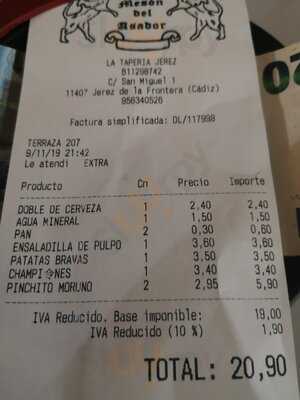 Mesón
del
Asador
LA TAPERIA JEREZ
B11298742
C/ San Miguel 1
11407 Jerez de la Frontera (Cádiz)
956340526
Factura simplificada: DL/117998
TERRAZA 207
9/11/19 21:42
Le atendi EXTRA
Producto Cn Precio Importe
DOBLE DE CERVEZA 1 2,40 2,40
AGUA MINERAL 1 1,50 1,50
PAN 2 0,30 0,60
ENSALADILLA DE PULPO 1 3,60 3,60
PATATAS BRAVAS 1 3,50 3,50
CHAMPI�NES 1 3,40 3,40
PINCHITO MORUNO 2 2,95 5,90
IVA Reducido. Base imponible: 19,00
IVA Reducido (10 %) 1,90
TOTAL: 20,90